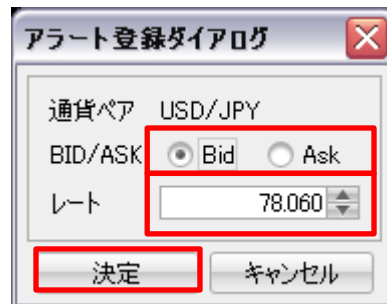 アラート登録ダイアログ
通貨ペア USD/JPY
BID/ASK Bid Ask
レート 78.060
決定 キャンセル